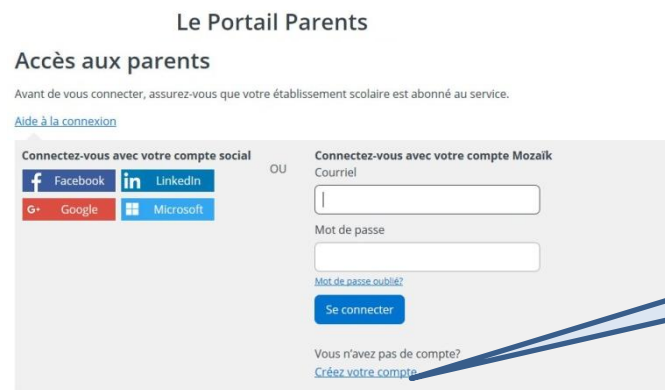 Le Portail Parents
Accès aux parents
Avant de vous connecter, assurez-vous que votre établissement scolaire est abonné au service.
Aide à la connexion
Connectez-vous avec votre compte social
f Facebook
in LinkedIn
G+ Google
Microsoft
OU
Connectez-vous avec votre compte Mozaïk
Courriel
Mot de passe
Mot de passe oublié?
Se connecter
Vous n'avez pas de compte?
Créez votre compte